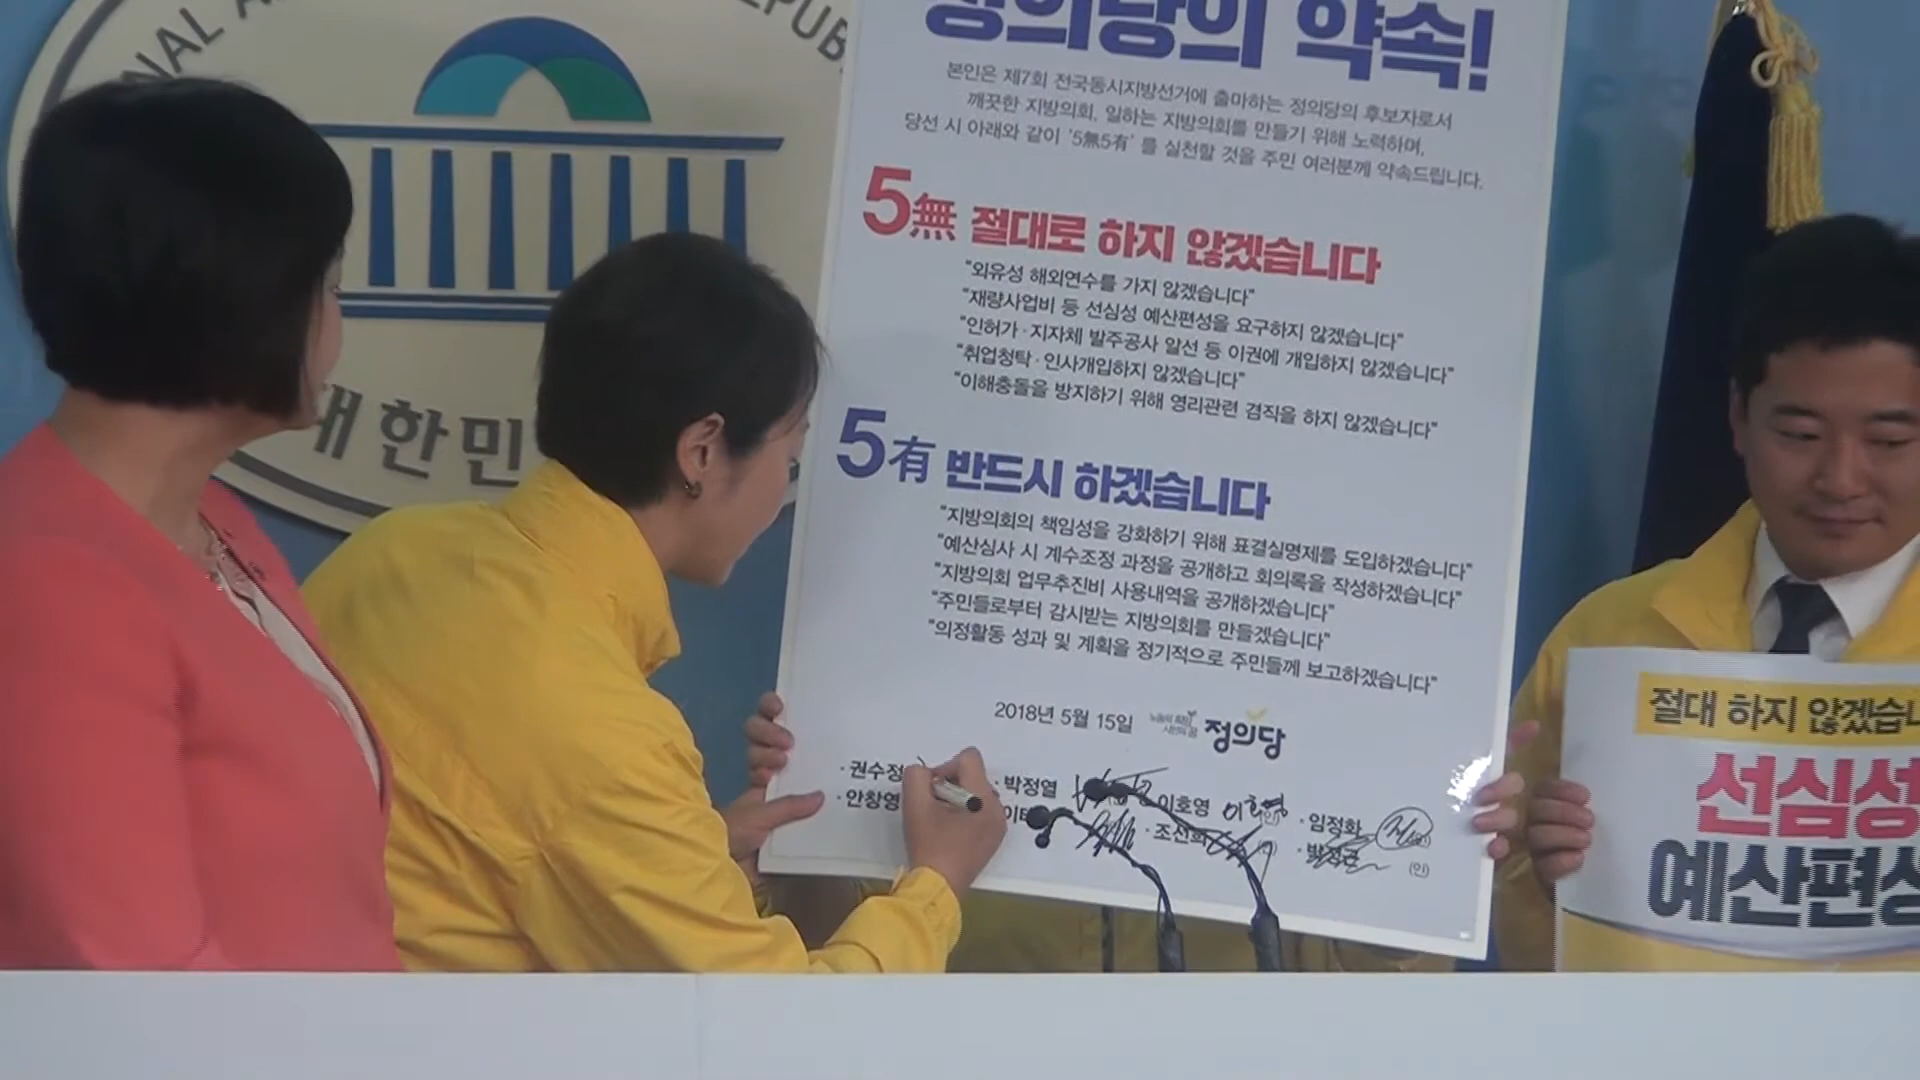 NAL A
REPUB
대한민
정의당의 약속!
본인은 제7회 전국동시지방선거에 출마하는 정의당의 후보자로서
깨끗한 지방의회, 일하는 지방의회를 만들기 위해 노력하며,
당선 시 아래와 같이 '5無5有' 를 실천할 것을 주민 여러분께 약속드립니다.
5無 절대로 하지 않겠습니다
"외유성 해외연수를 가지 않겠습니다"
"재량사업비 등 선심성 예산편성을 요구하지 않겠습니다"
"인허가·지자체 발주공사 알선 등 이권에 개입하지 않겠습니다"
"취업청탁·인사개입하지 않겠습니다"
"이해충돌을 방지하기 위해 영리관련 겸직을 하지 않겠습니다"
5有 반드시 하겠습니다
"지방의회의 책임성을 강화하기 위해 표결실명제를 도입하겠습니다"
"예산심사 시 계수조정 과정을 공개하고 회의록을 작성하겠습니다"
"지방의회 업무추진비 사용내역을 공개하겠습니다"
"주민들로부터 감시받는 지방의회를 만들겠습니다"
"의정활동 성과 및 계획을 정기적으로 주민들께 보고하겠습니다"
2018년 5월 15일 정의당
·권수정 ·박정열 이호영 이호영 (인) ·임정화
·안창영 ·조선희 (인)
절대 하지 않겠습니
선심성
예산편성